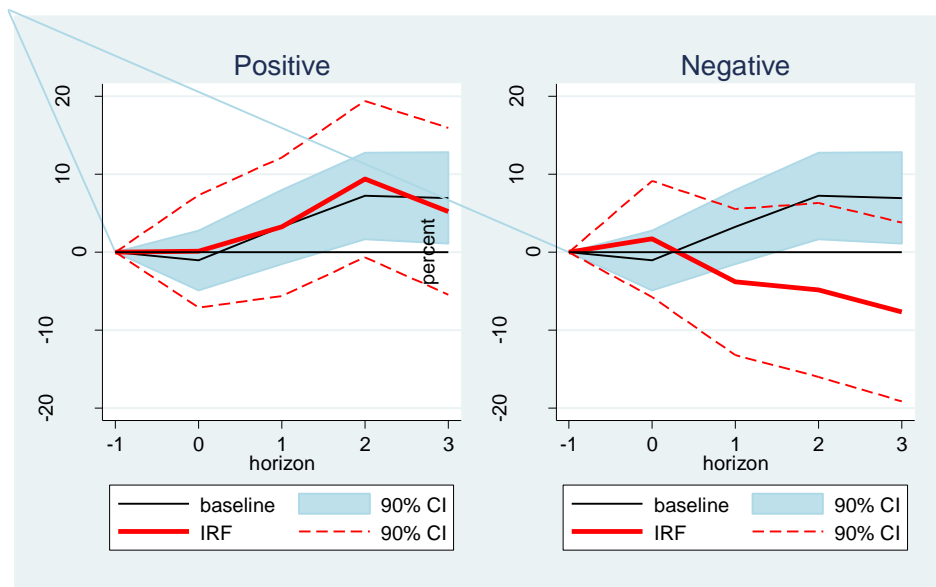 Positive
20
10
0
-10
-20
percent
-1 0 1 2 3
horizon
baseline 90% CI
IRF 90% CI
Negative
20
10
0
-10
-20
-1 0 1 2 3
horizon
baseline 90% CI
IRF 90% CI